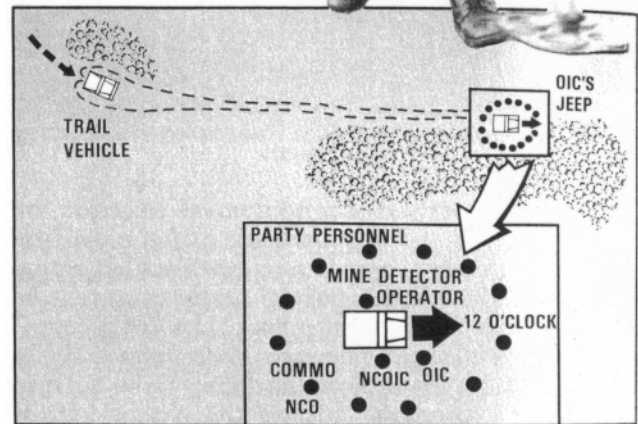 OIC'S
JEEP
TRAIL
VEHICLE
PARTY PERSONNEL
MINE DETECTOR
OPERATOR
12 O'CLOCK
COMMO
NCO
NCOIC
OIC